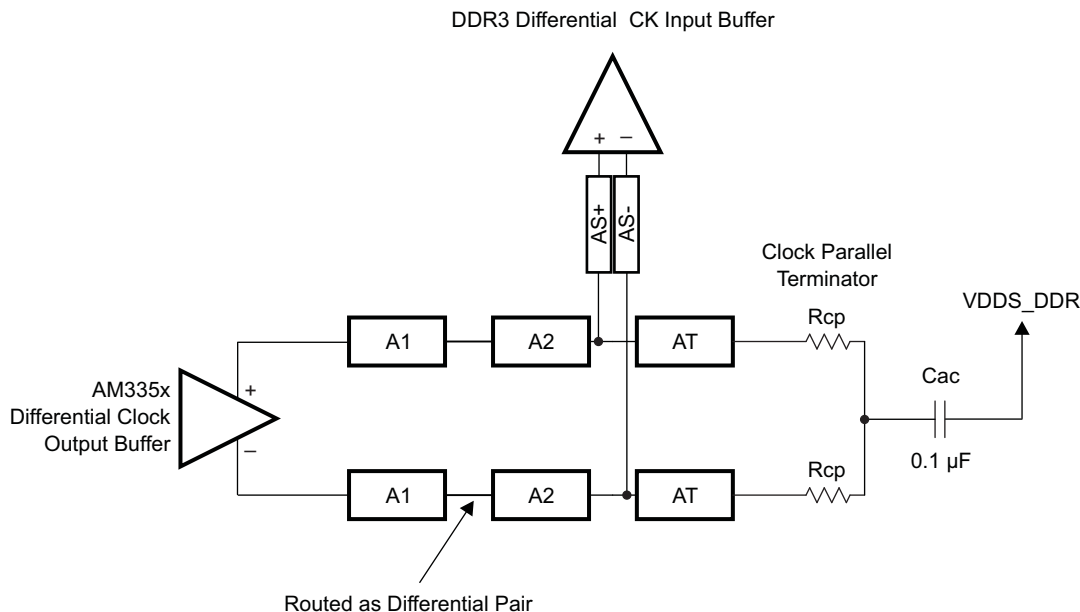 DDR3 Differential CK Input Buffer
+ −
AS+ AS-
Clock Parallel
Terminator
Rcp
VDDS_DDR
A1 A2 AT
AM335x
Differential Clock
Output Buffer
+
−
Cac
0.1 µF
Rcp
A1 A2 AT
Routed as Differential Pair